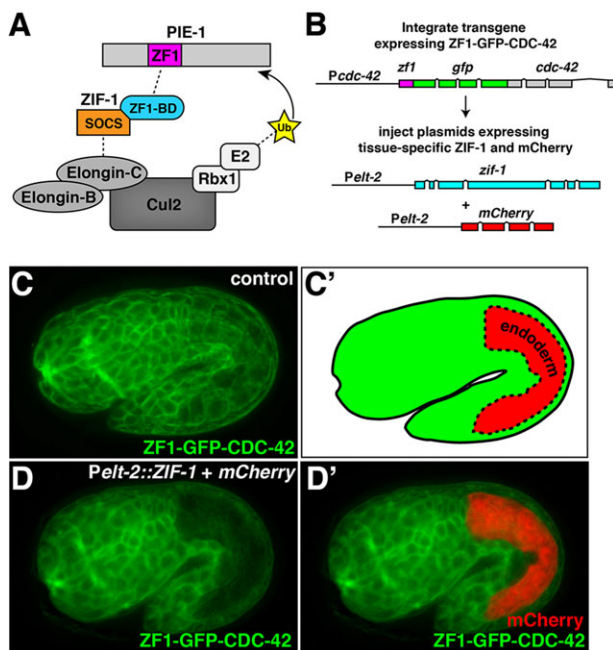 A
PIE-1
ZF1
ZIF-1
ZF1-BD
SOCS
Ub
E2
Elongin-C
Rbx1
Elongin-B
Cul2
B
Integrate transgene
expressing ZF1-GFP-CDC-42
zf1 gfp cdc-42
Pcdc-42
inject plasmids expressing
tissue-specific ZIF-1 and mCherry
zif-1
Pelt-2
+
Pelt-2 mCherry
C control
ZF1-GFP-CDC-42
C'
endoderm
D Pelt-2::ZIF-1 + mCherry
ZF1-GFP-CDC-42
D'
mCherry
ZF1-GFP-CDC-42